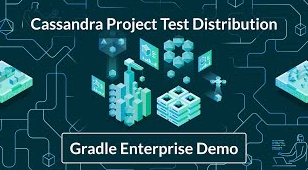 Cassandra Project Test Distribution
Gradle Enterprise Demo